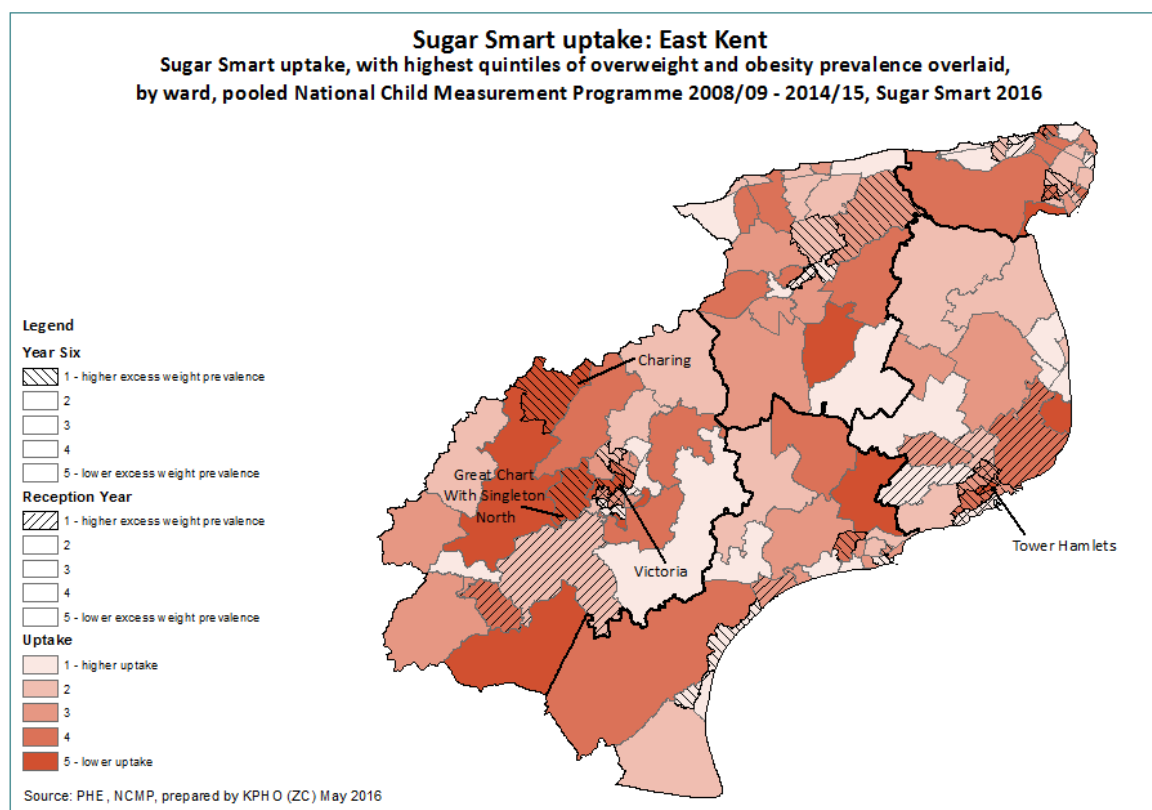 Sugar Smart uptake: East Kent
Sugar Smart uptake, with highest quintiles of overweight and obesity prevalence overlaid,
by ward, pooled National Child Measurement Programme 2008/09 - 2014/15, Sugar Smart 2016
Charing
Great Chart
With Singleton
North
Victoria
Tower Hamlets
Legend
Year Six
1 - higher excess weight prevalence
2
3
4
5 - lower excess weight prevalence
Reception Year
1 - higher excess weight prevalence
2
3
4
5 - lower excess weight prevalence
Uptake
1 - higher uptake
2
3
4
5 - lower uptake
Source: PHE, NCMP, prepared by KPHO (ZC) May 2016